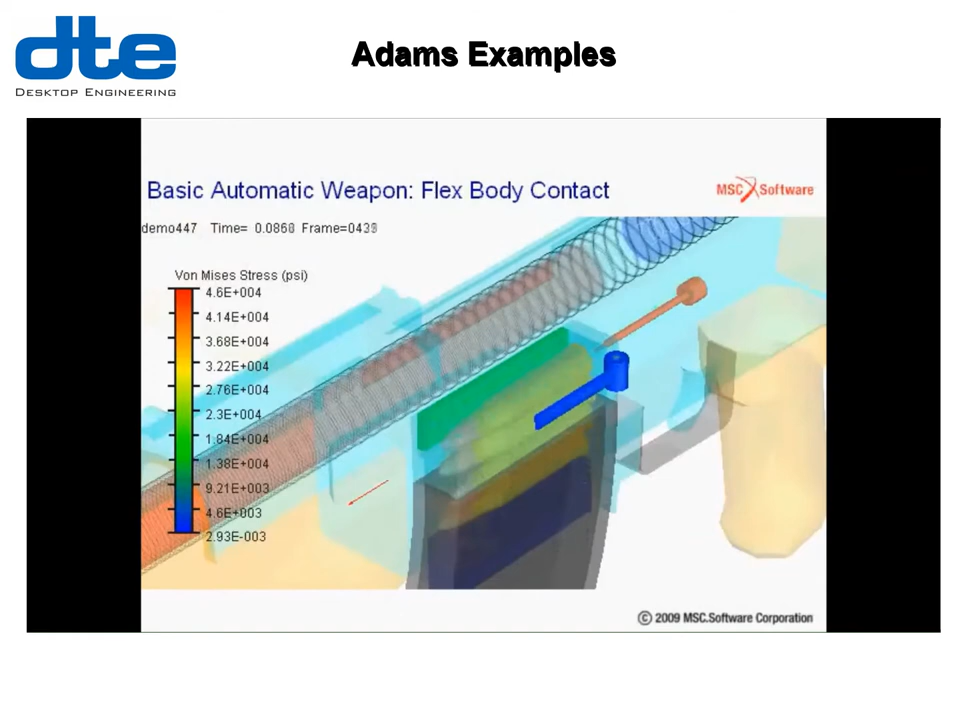 dte
DESKTOP ENGINEERING
Adams Examples
Basic Automatic Weapon: Flex Body Contact
MSC Software
demo447 Time= 0.0860 Frame=0439
Von Mises Stress (psi)
4.6E+004
4.14E+004
3.68E+004
3.22E+004
2.76E+004
2.3E+004
1.84E+004
1.38E+004
9.21E+003
4.6E+003
2.93E-003
© 2009 MSC.Software Corporation